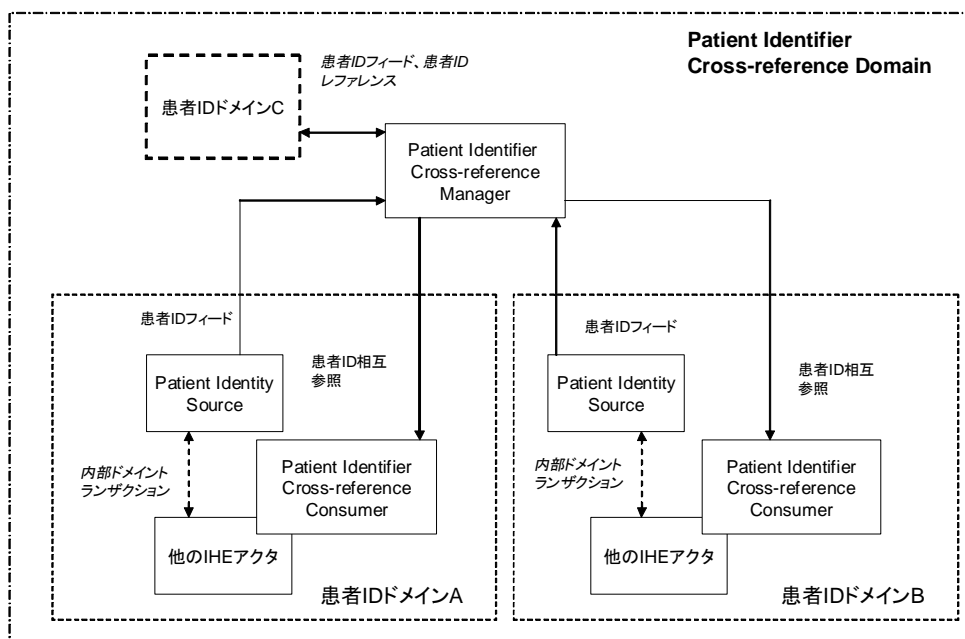 Patient Identifier
Cross-reference Domain
患者IDフィード、患者ID
レファレンス
患者IDドメインC
Patient Identifier
Cross-reference
Manager
患者IDフィード
患者ID相互
参照
Patient Identity
Source
内部ドメイント
ランザクション
Patient Identifier
Cross-reference
Consumer
他のIHEアクタ
患者IDドメインA
患者IDフィード
患者ID相互
参照
Patient Identity
Source
内部ドメイント
ランザクション
Patient Identifier
Cross-reference
Consumer
他のIHEアクタ
患者IDドメインB